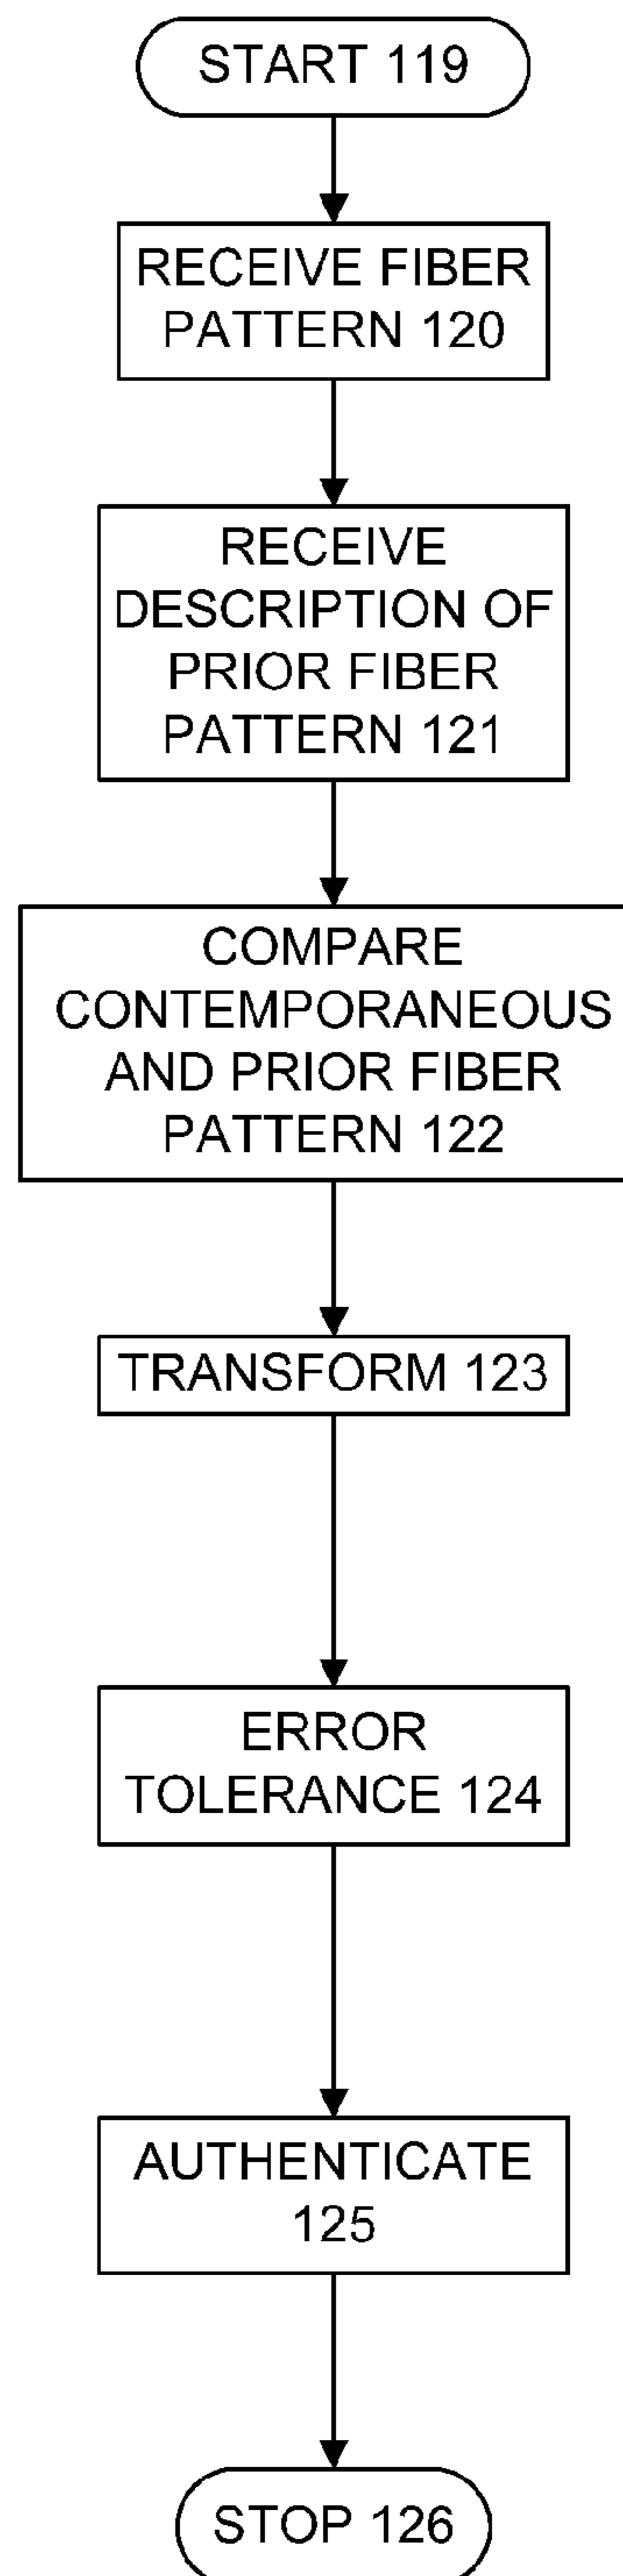 START 119
RECEIVE FIBER
PATTERN 120
RECEIVE
DESCRIPTION OF
PRIOR FIBER
PATTERN 121
COMPARE
CONTEMPORANEOUS
AND PRIOR FIBER
PATTERN 122
TRANSFORM 123
ERROR
TOLERANCE 124
AUTHENTICATE
125
STOP 126